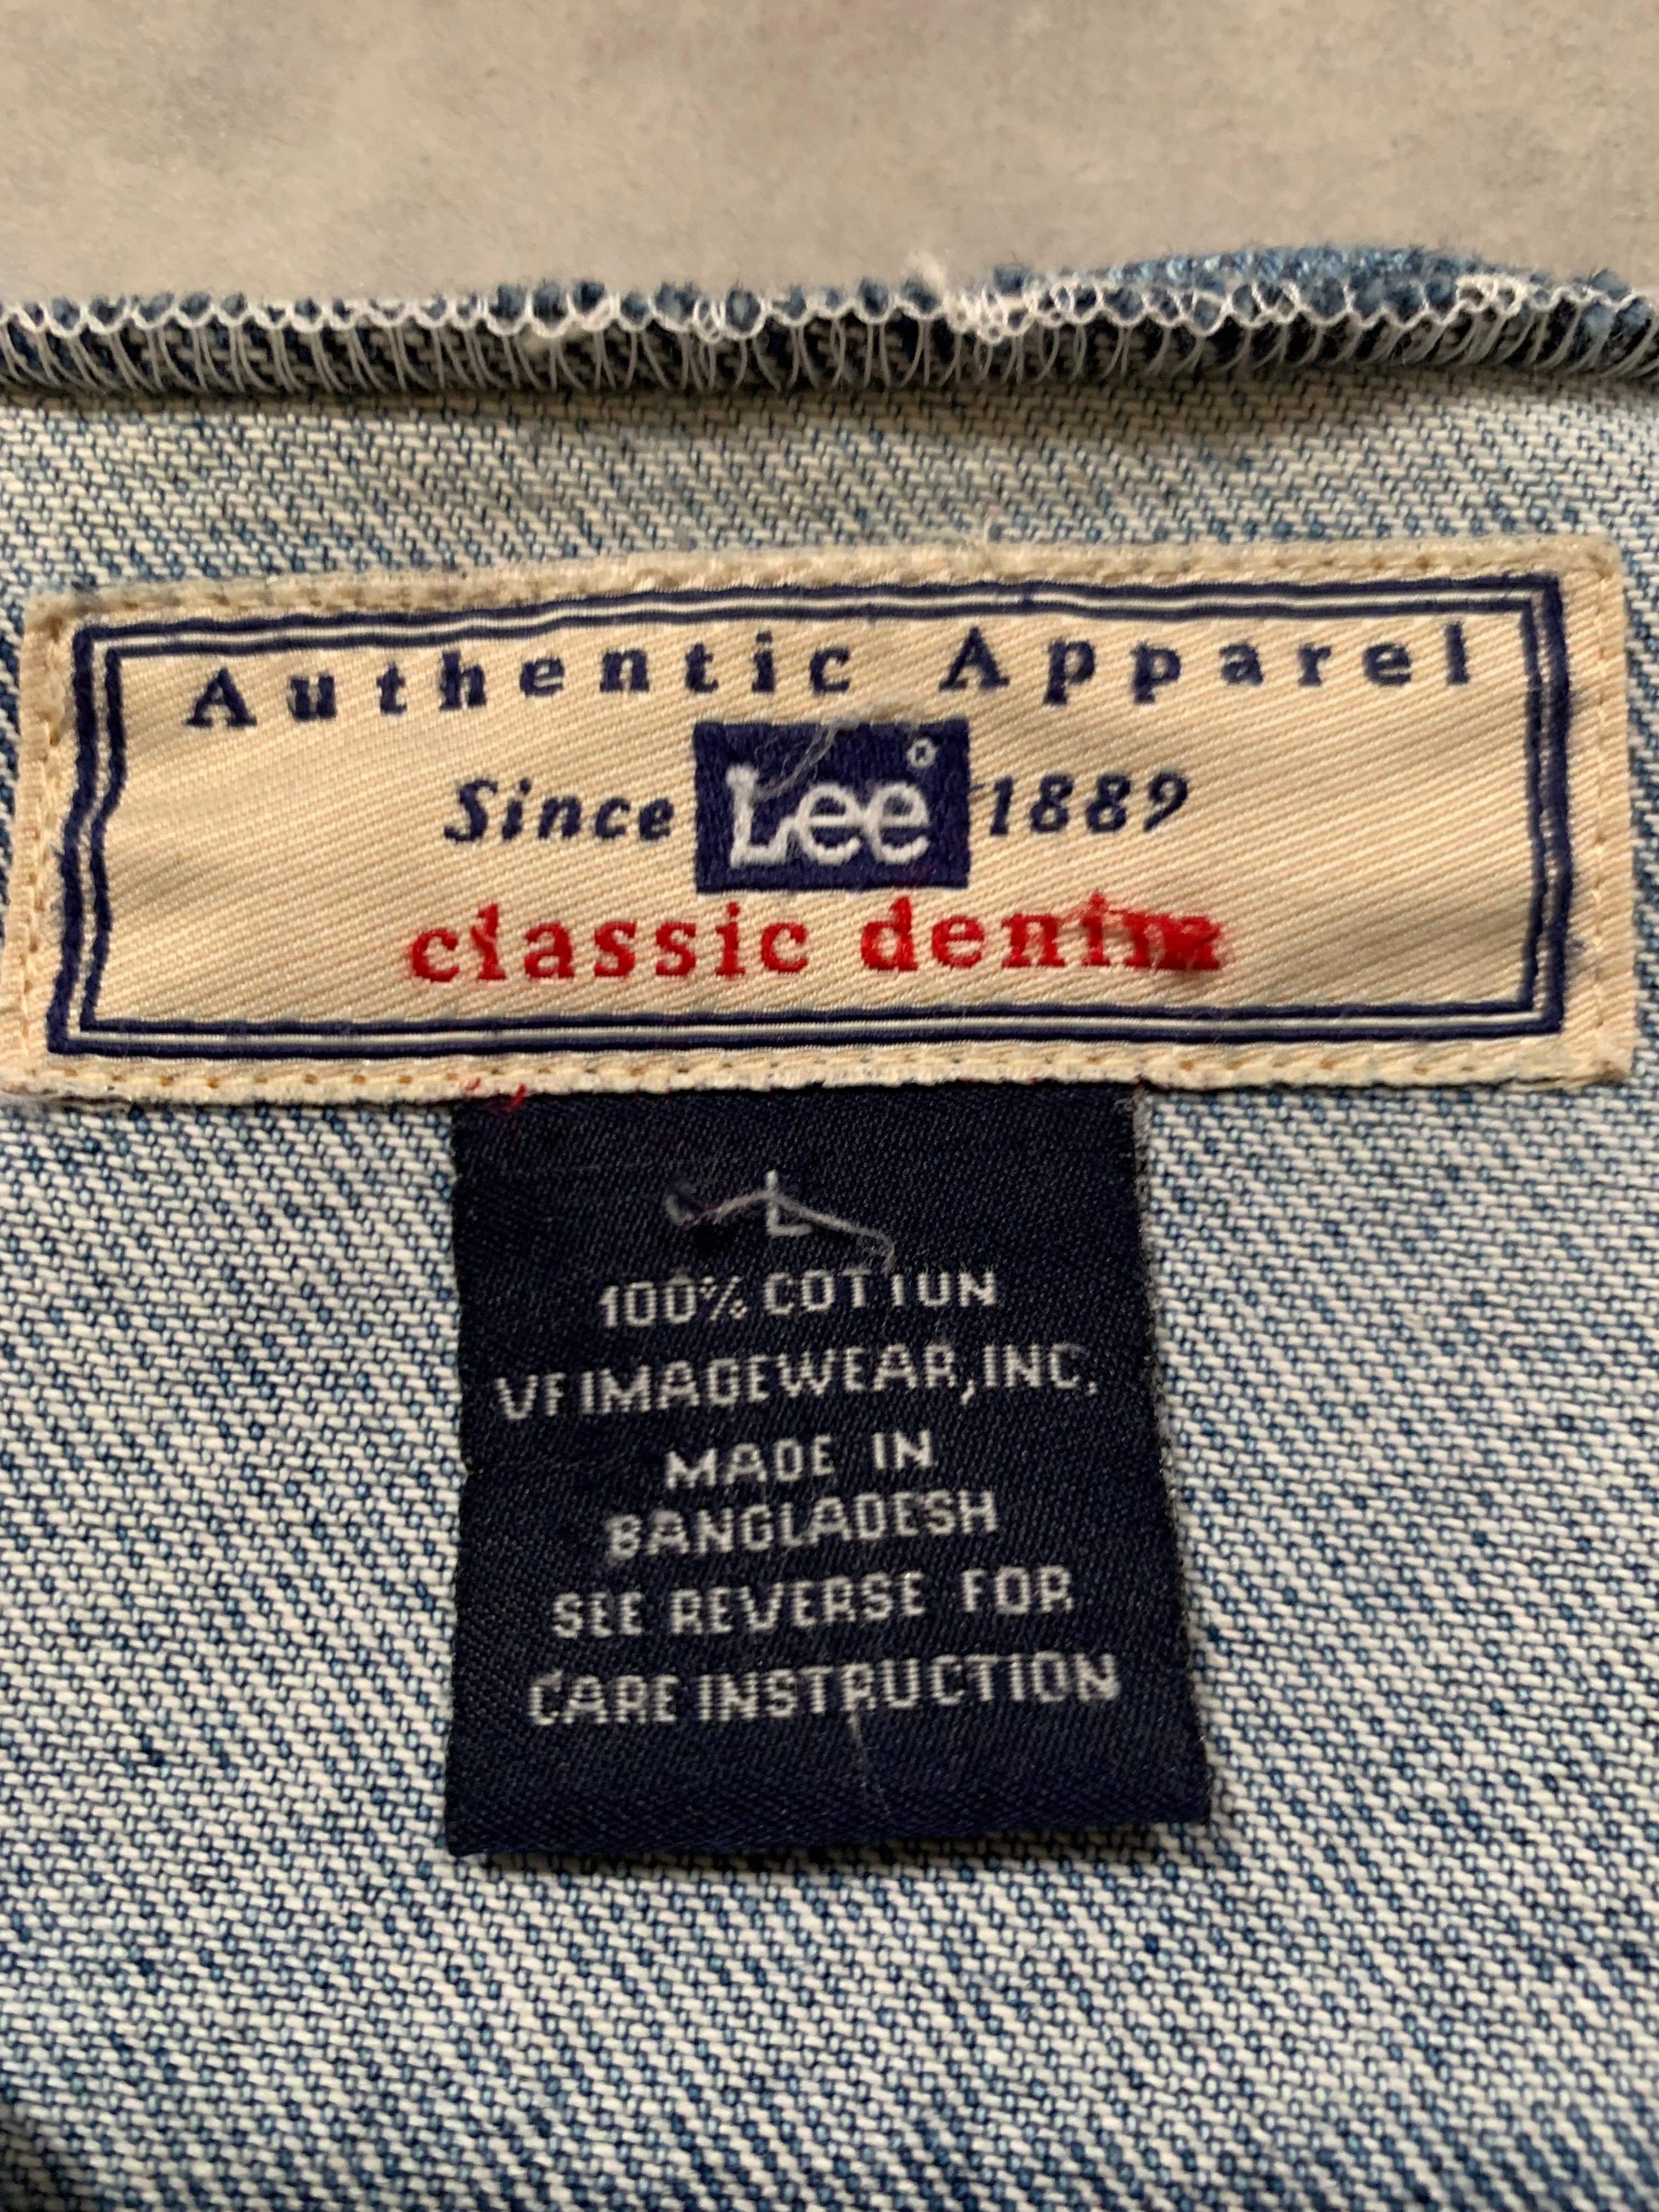 Authentic Apparel
Since Lee 1889
classic denim
L
100% COTTON
VF IMAGEWEAR, INC.
MADE IN
BANGLADESH
SEE REVERSE FOR
CARE INSTRUCTION